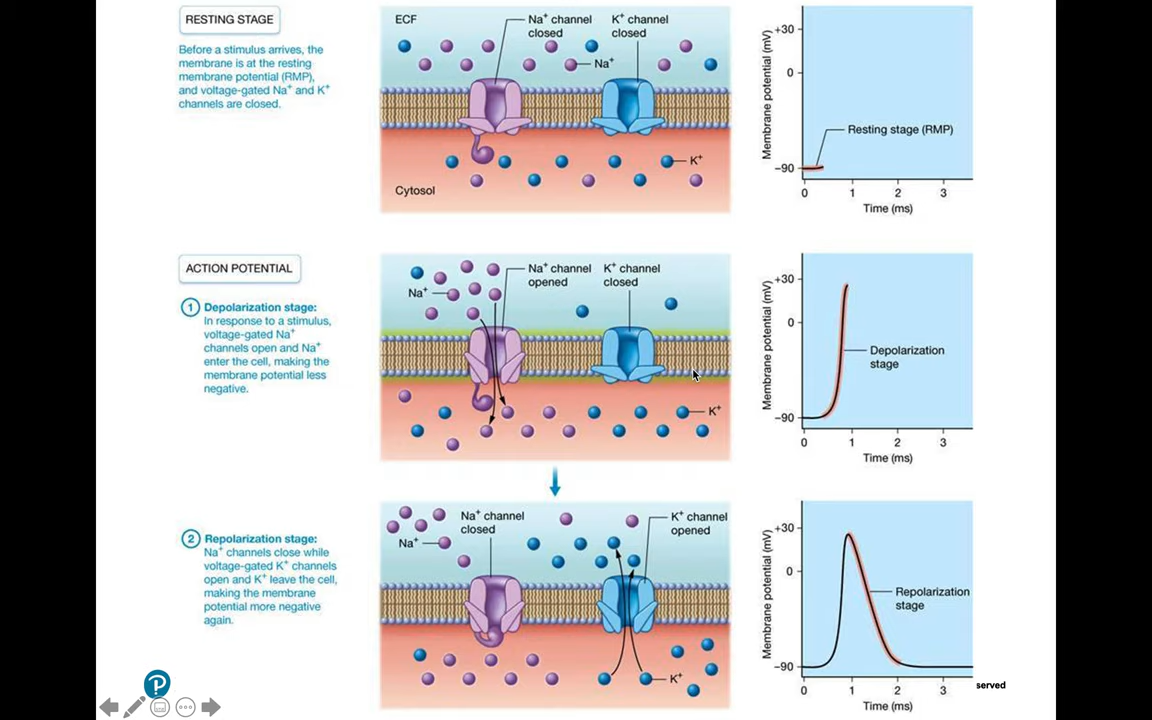 RESTING STAGE
Before a stimulus arrives, the
membrane is at the resting
membrane potential (RMP),
and voltage-gated Na⁺ and K⁺
channels are closed.
ECF
Na⁺ channel
closed
K⁺ channel
closed
Na⁺
K⁺
Cytosol
Membrane potential (mV)
+30
0
–90
Resting stage (RMP)
0 1 2 3
Time (ms)
ACTION POTENTIAL
1 Depolarization stage:
In response to a stimulus,
voltage-gated Na⁺
channels open and Na⁺
enter the cell, making the
membrane potential less
negative.
Na⁺ channel
opened
K⁺ channel
closed
Na⁺
K⁺
Membrane potential (mV)
+30
0
–90
Depolarization
stage
0 1 2 3
Time (ms)
2 Repolarization stage:
Na⁺ channels close while
voltage-gated K⁺ channels
open and K⁺ leave the cell,
making the membrane
potential more negative
again.
Na⁺ channel
closed
K⁺ channel
opened
Na⁺
K⁺
Membrane potential (mV)
+30
0
–90
Repolarization
stage
0 1 2 3
Time (ms)
served
P